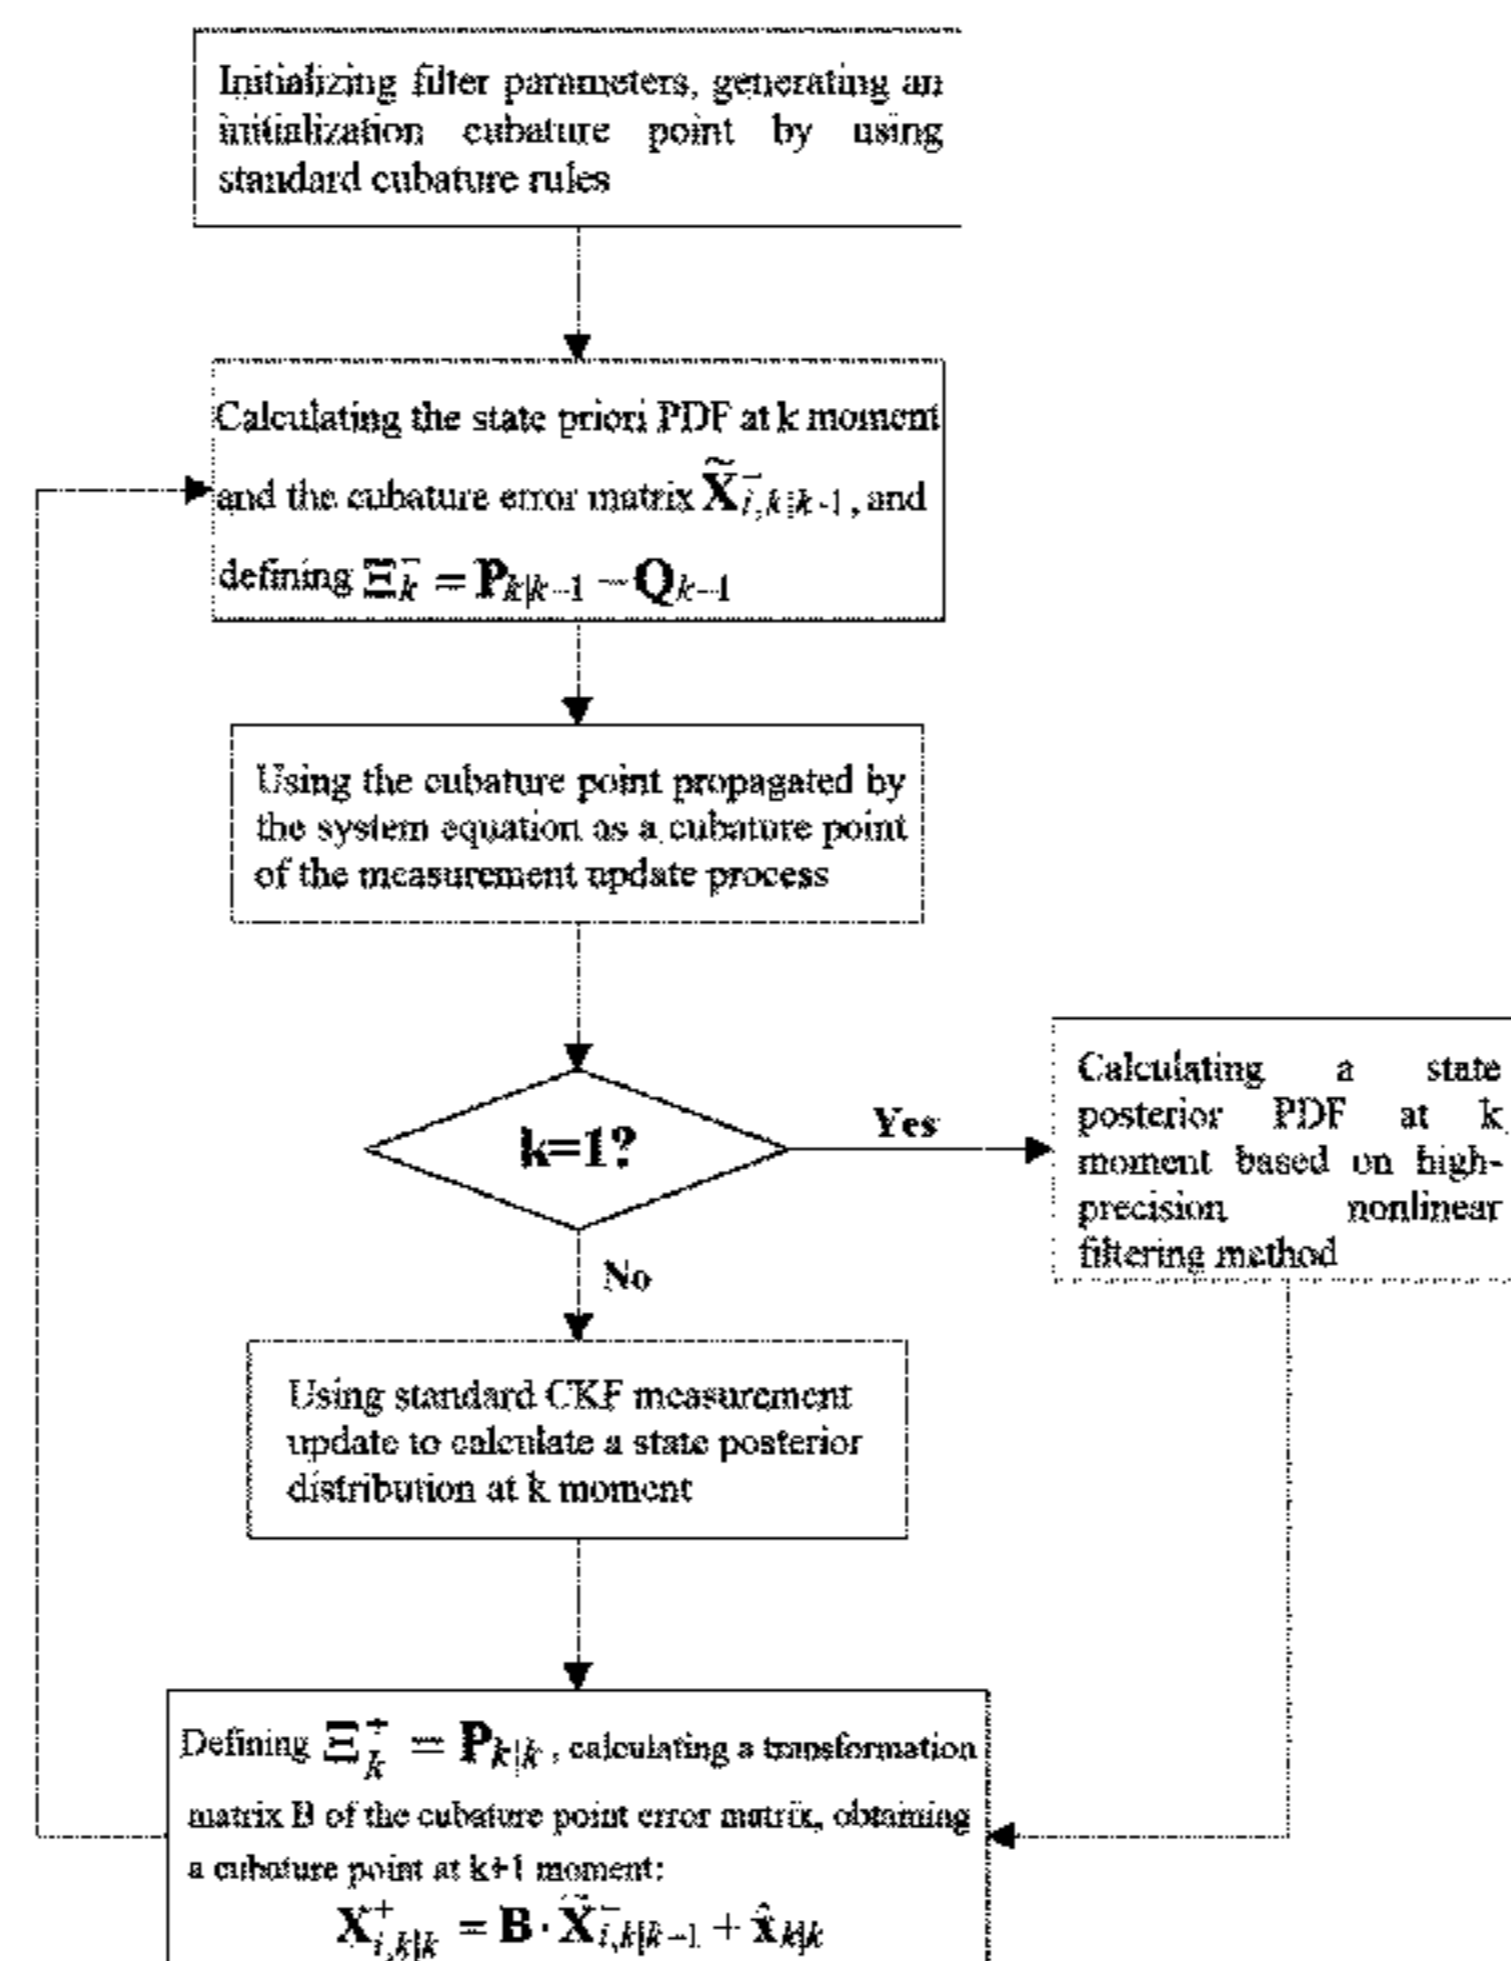 Initializing filter parameters, generating an
initialization cubature point by using
standard cubature rules
Calculating the state priori PDF at k moment
and the cubature error matrix X̃⁻ᵢ,ₖ|ₖ₋₁, and
defining Ξ⁻ₖ = Pₖ|ₖ₋₁ − Qₖ₋₁
Using the cubature point propagated by
the system equation as a cubature point
of the measurement update process
k=1?
Yes
Calculating a state
posterior PDF at k
moment based on high-
precision nonlinear
filtering method
No
Using standard CKF measurement
update to calculate a state posterior
distribution at k moment
Defining Ξ⁺ₖ = Pₖ|ₖ, calculating a transformation
matrix B of the cubature point error matrix, obtaining
a cubature point at k+1 moment:
X⁺ᵢ,ₖ|ₖ = B · X̃⁻ᵢ,ₖ|ₖ₋₁ + x̂ₖ|ₖ